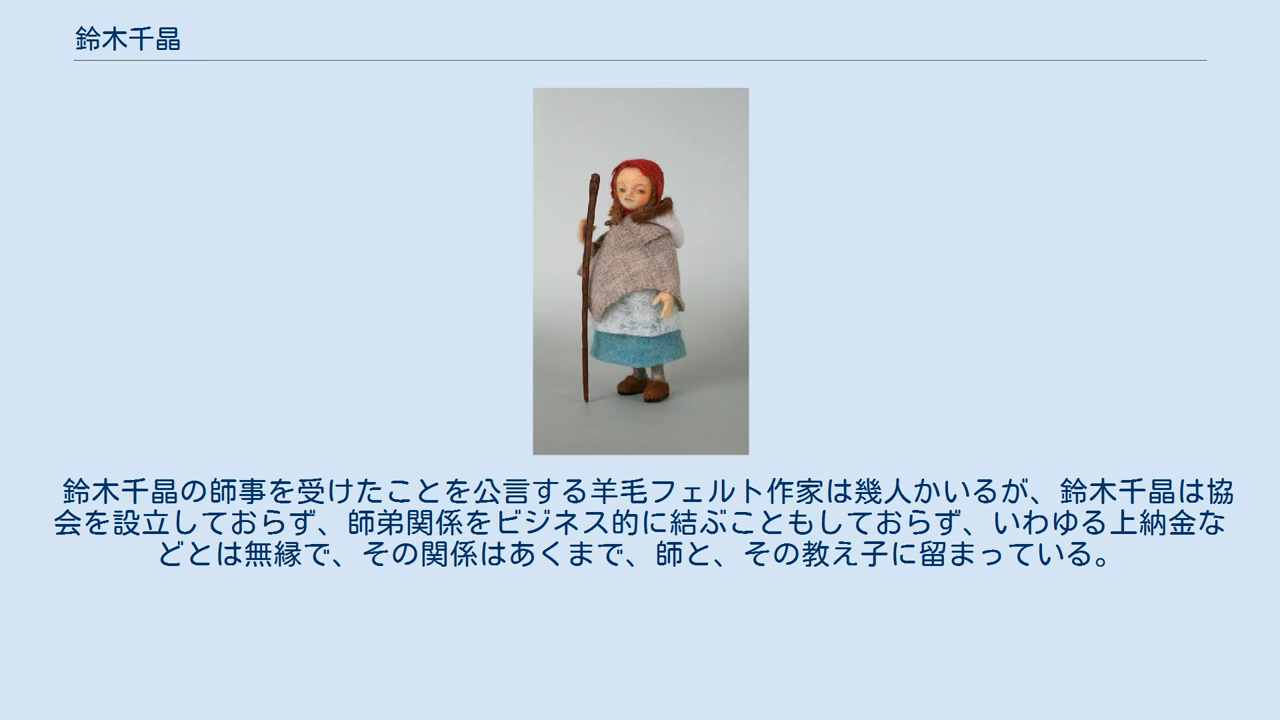 鈴木千晶
鈴木千晶の師事を受けたことを公言する羊毛フェルト作家は幾人かいるが、鈴木千晶は協
会を設立しておらず、師弟関係をビジネス的に結ぶこともしておらず、いわゆる上納金な
どとは無縁で、その関係はあくまで、師と、その教え子に留まっている。